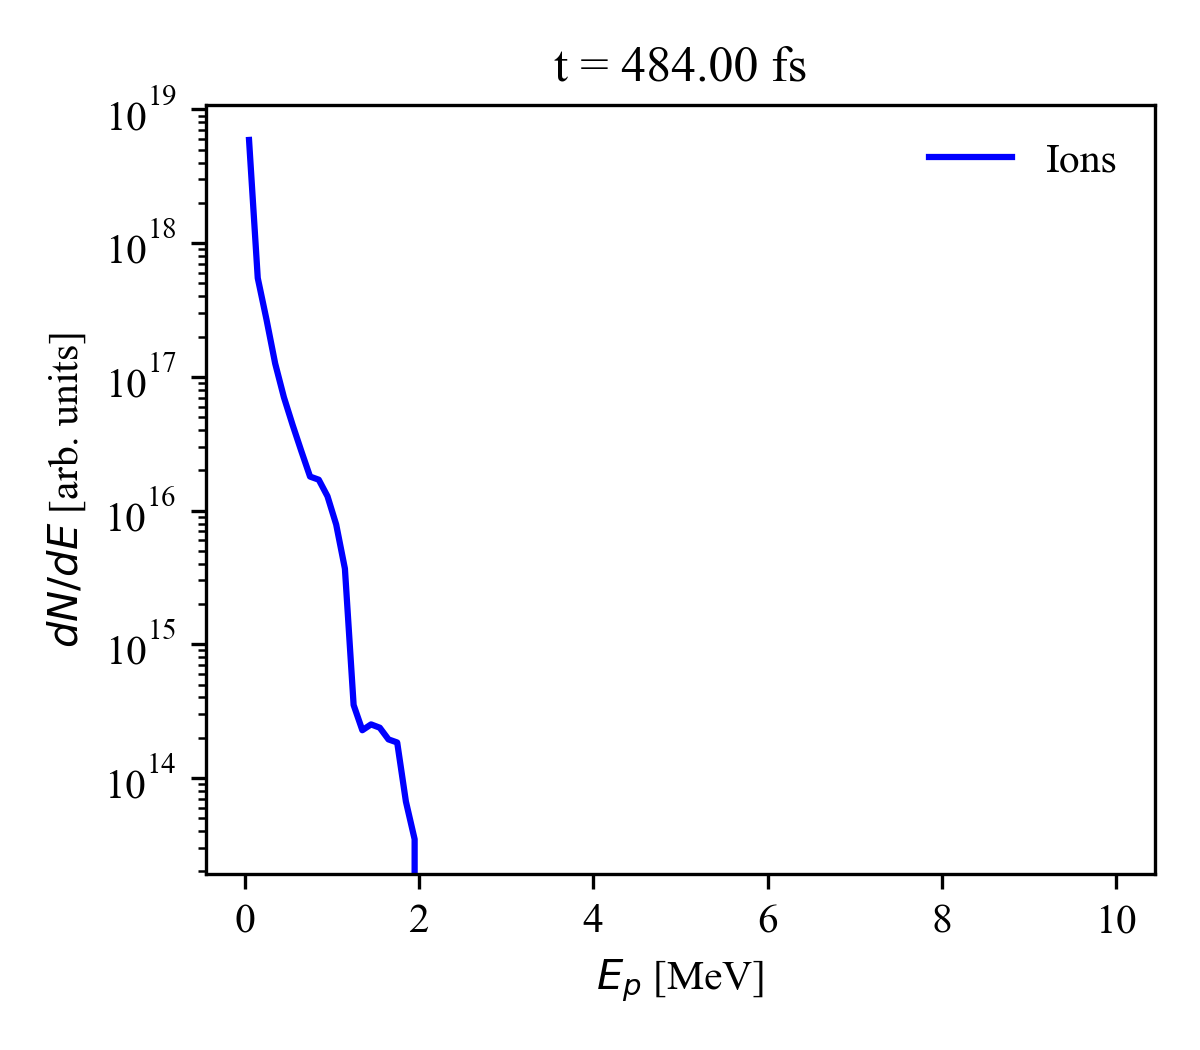 t = 484.00 fs
10^19
10^18
10^17
10^16
10^15
10^14
dN/dE [arb. units]
Ions
0 2 4 6 8 10
E_p [MeV]